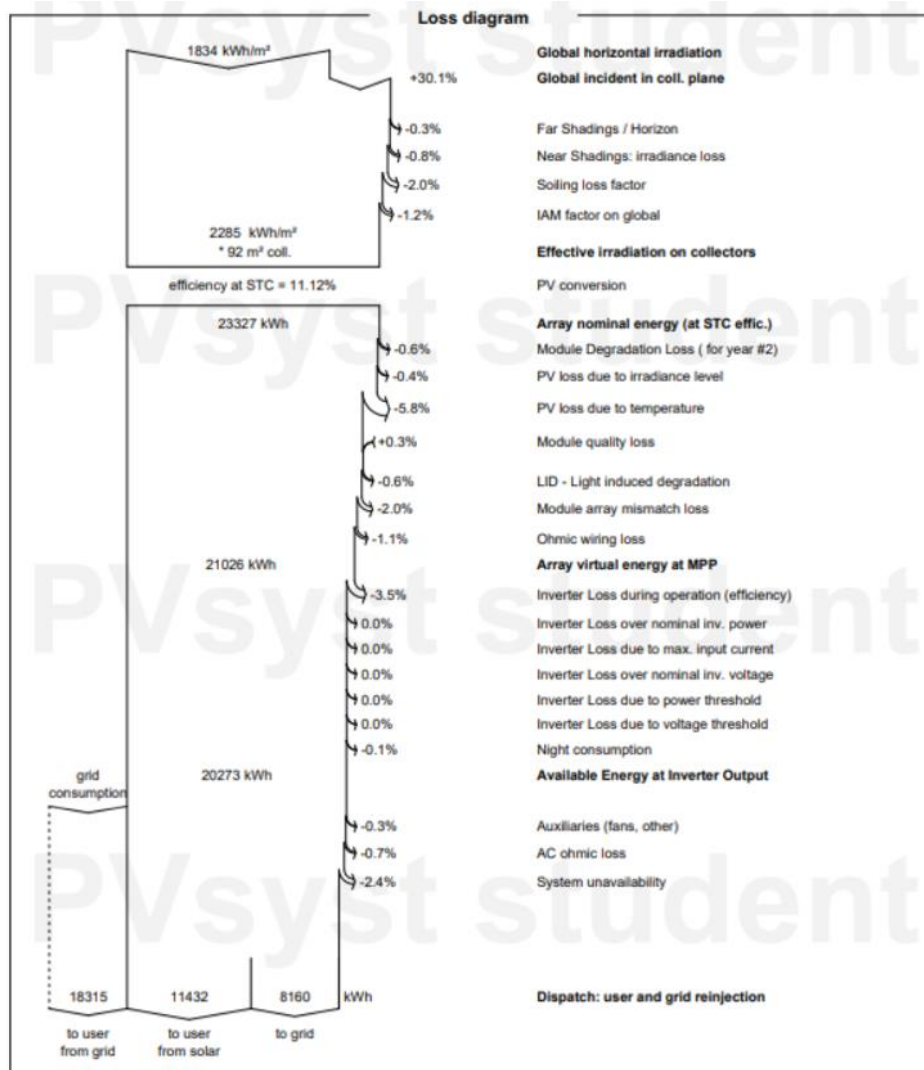 Loss diagram
PVsyst student
1834 kWh/m²
Global horizontal irradiation
+30.1%
Global incident in coll. plane
-0.3%
Far Shadings / Horizon
-0.8%
Near Shadings: irradiance loss
-2.0%
Soiling loss factor
-1.2%
IAM factor on global
2285 kWh/m²
* 92 m² coll.
Effective irradiation on collectors
efficiency at STC = 11.12%
PV conversion
PVsyst student
23327 kWh
Array nominal energy (at STC effic.)
-0.6%
Module Degradation Loss ( for year #2)
-0.4%
PV loss due to irradiance level
-5.8%
PV loss due to temperature
+0.3%
Module quality loss
-0.6%
LID - Light induced degradation
-2.0%
Module array mismatch loss
-1.1%
Ohmic wiring loss
21026 kWh
Array virtual energy at MPP
PVsyst student
-3.5%
Inverter Loss during operation (efficiency)
0.0%
Inverter Loss over nominal inv. power
0.0%
Inverter Loss due to max. input current
0.0%
Inverter Loss over nominal inv. voltage
0.0%
Inverter Loss due to power threshold
0.0%
Inverter Loss due to voltage threshold
-0.1%
Night consumption
grid
consumption
20273 kWh
Available Energy at Inverter Output
-0.3%
Auxiliaries (fans, other)
-0.7%
AC ohmic loss
-2.4%
System unavailability
PVsyst student
18315
11432
8160
kWh
Dispatch: user and grid reinjection
to user
from grid
to user
from solar
to grid